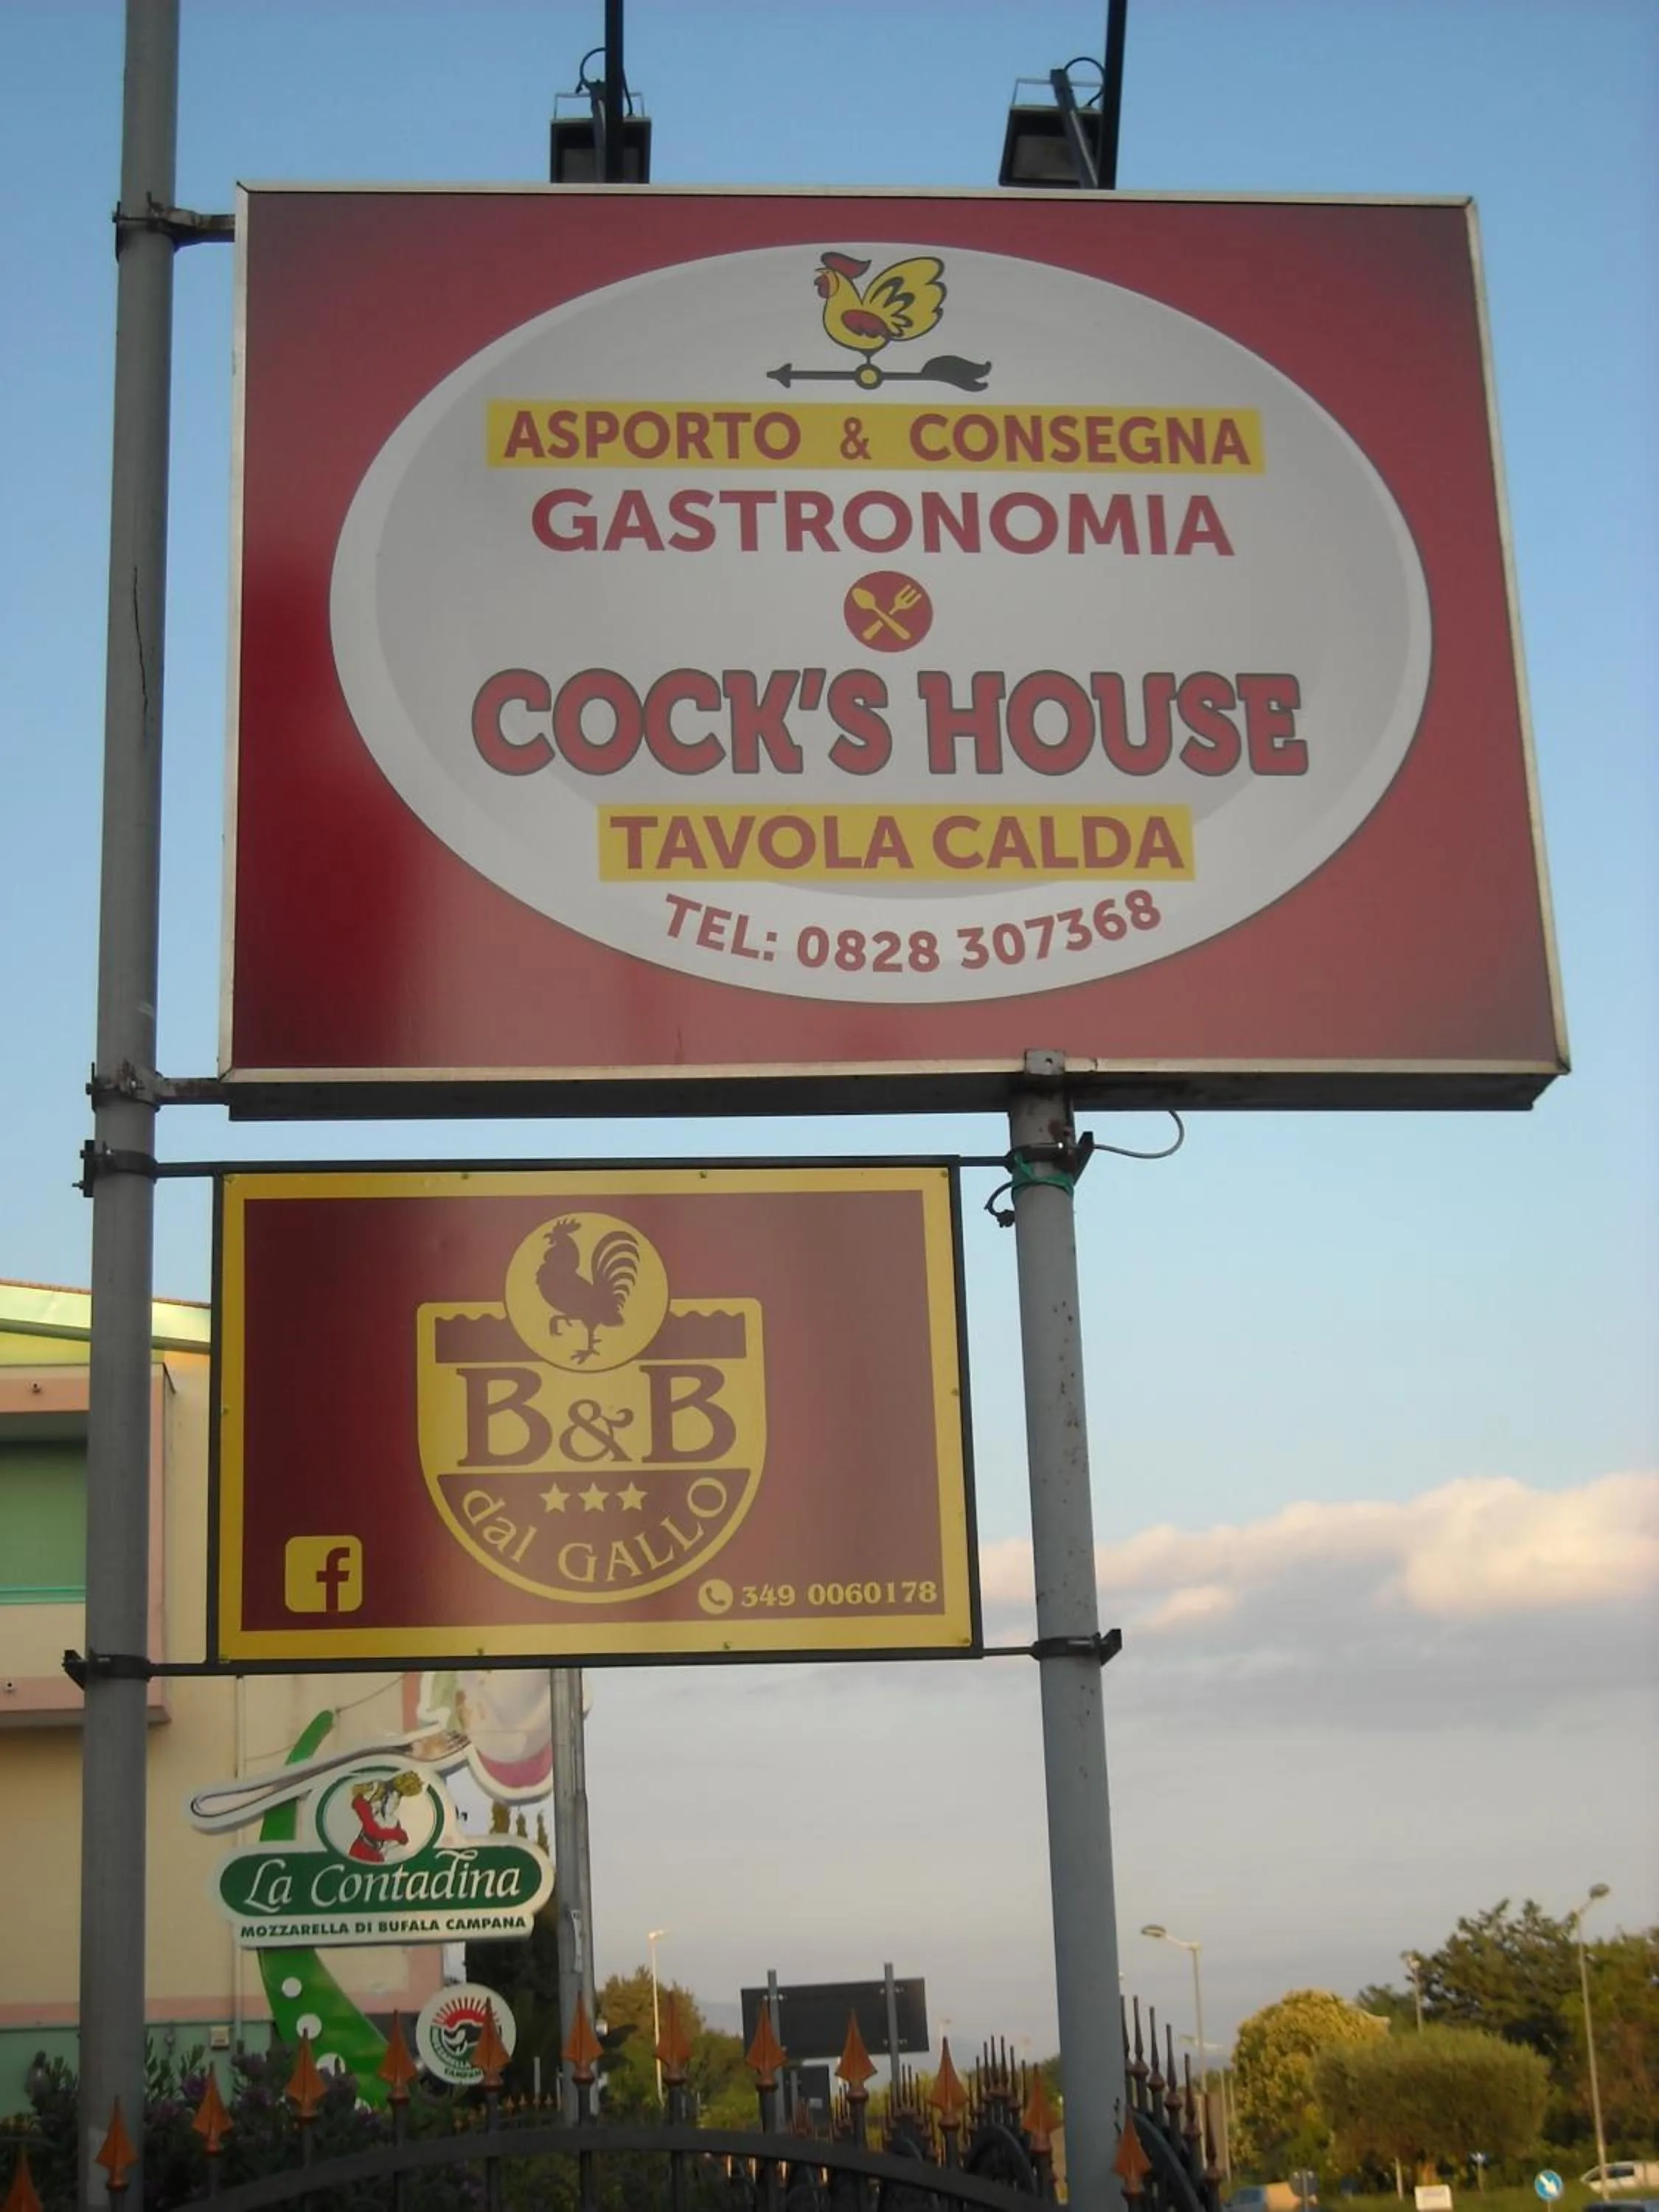 ASPORTO & CONSEGNA
GASTRONOMIA
COCK'S HOUSE
TAVOLA CALDA
TEL: 0828 307368
B&B
dal GALLO
f
349 0060178
La Contadina
MOZZARELLA DI BUFALA CAMPANA